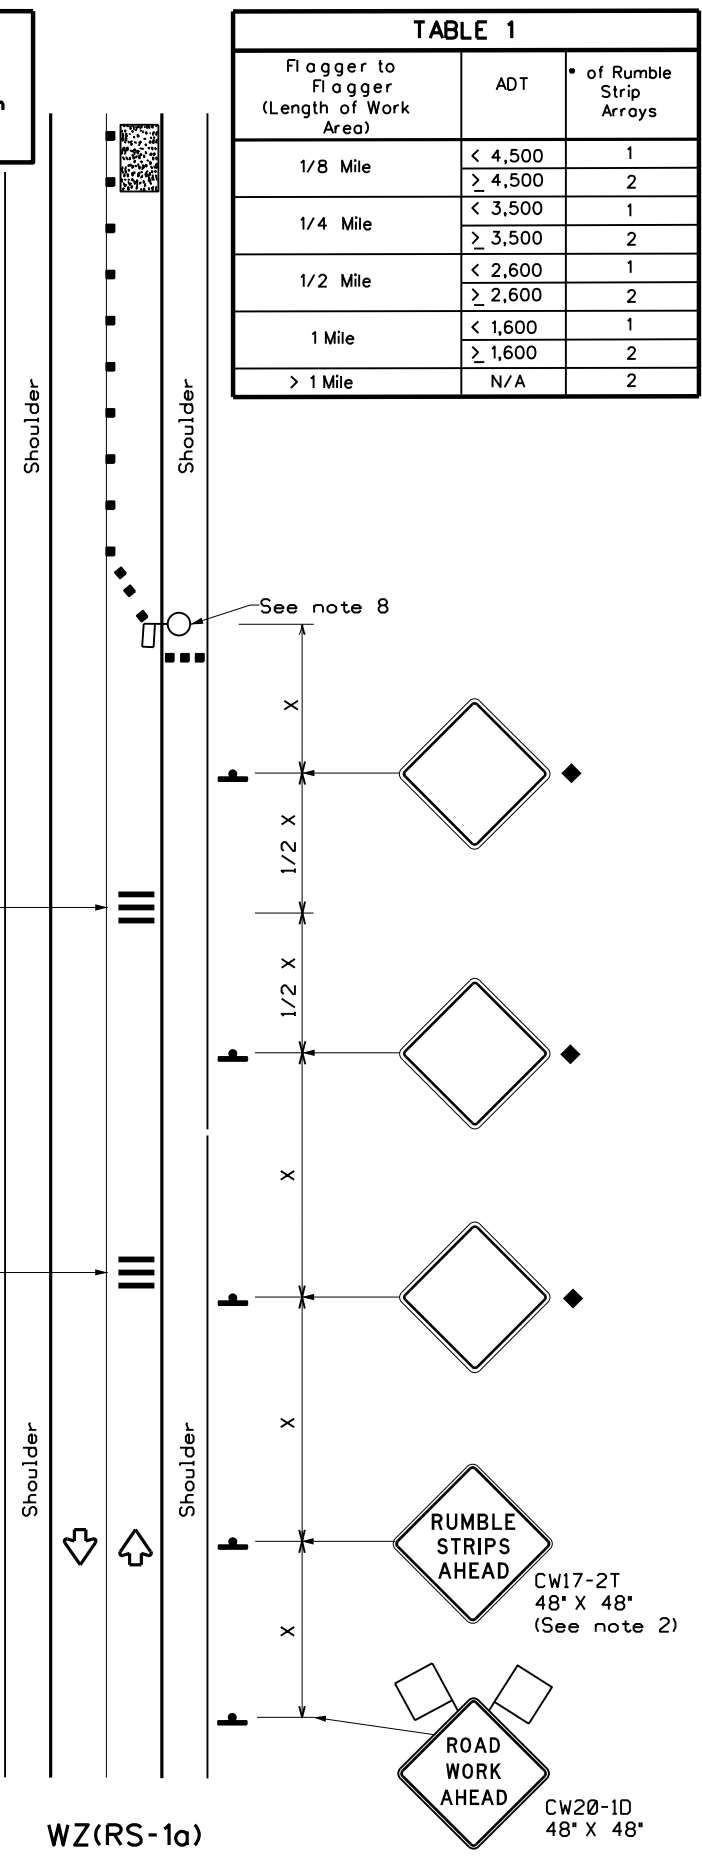 n
TABLE 1
Flagger to
Flagger
(Length of Work
Area)
ADT
" of Rumble
Strip
Arrays
1/8 Mile
< 4,500
1
≥ 4,500
2
1/4 Mile
< 3,500
1
≥ 3,500
2
1/2 Mile
< 2,600
1
≥ 2,600
2
1 Mile
< 1,600
1
≥ 1,600
2
> 1 Mile
N/A
2
Shoulder
Shoulder
See note 8
X
1/2 X
1/2 X
X
X
Shoulder
Shoulder
RUMBLE
STRIPS
AHEAD
CW17-2T
48" X 48"
(See note 2)
X
ROAD
WORK
AHEAD
CW20-1D
48" X 48"
WZ(RS-1a)